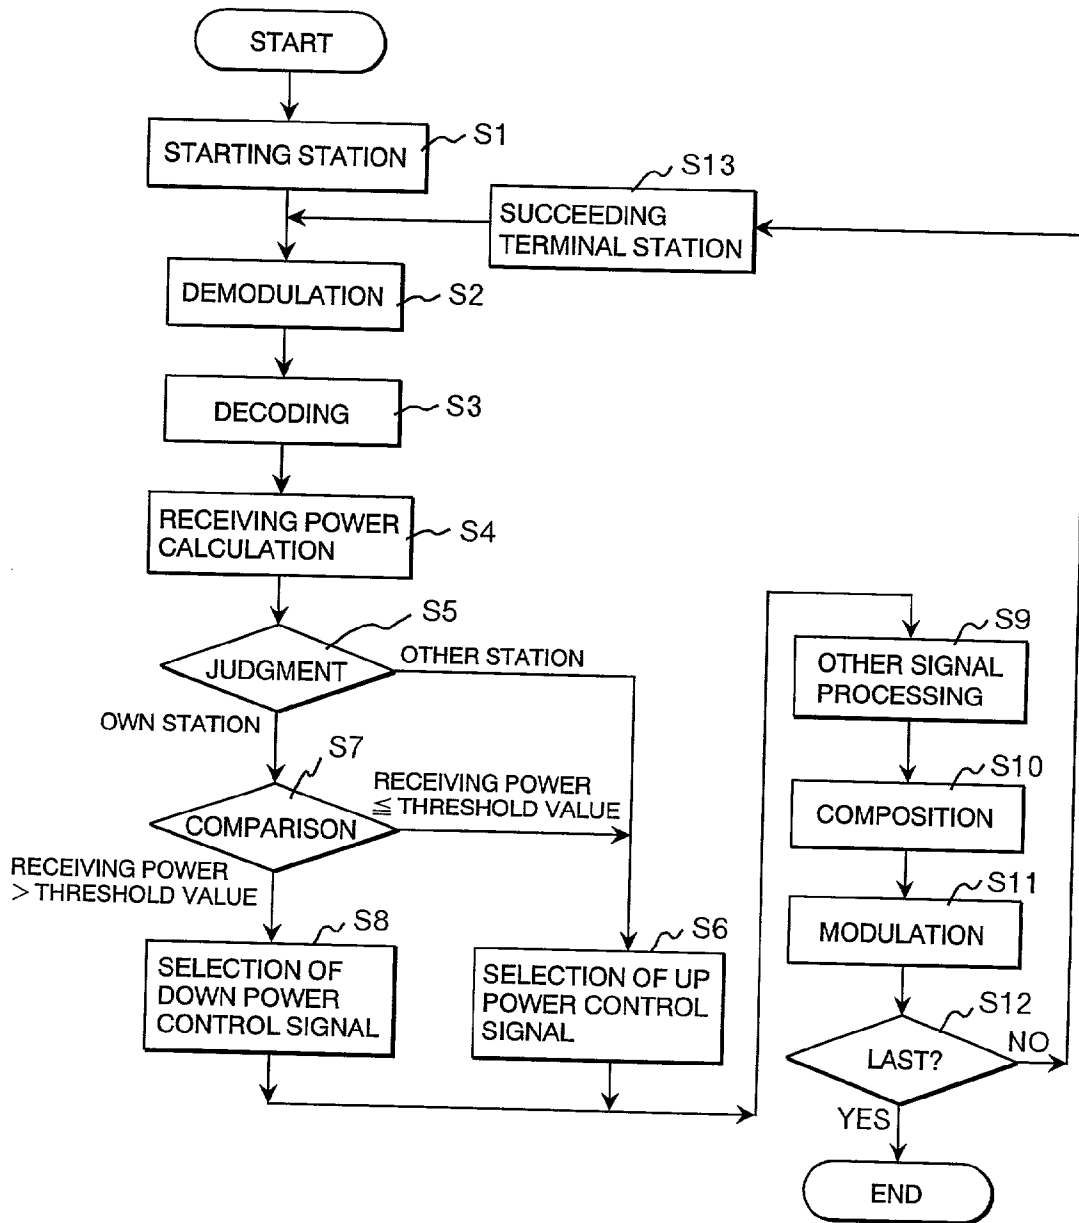 START
STARTING STATION
S1
S13
SUCCEEDING
TERMINAL STATION
DEMODULATION
S2
DECODING
S3
RECEIVING POWER
CALCULATION
S4
S5
JUDGMENT
OTHER STATION
OWN STATION
S7
COMPARISON
RECEIVING POWER
≦ THRESHOLD VALUE
RECEIVING POWER
> THRESHOLD VALUE
S8
SELECTION OF
DOWN POWER
CONTROL SIGNAL
S6
SELECTION OF UP
POWER CONTROL
SIGNAL
S9
OTHER SIGNAL
PROCESSING
S10
COMPOSITION
S11
MODULATION
S12
LAST?
NO
YES
END